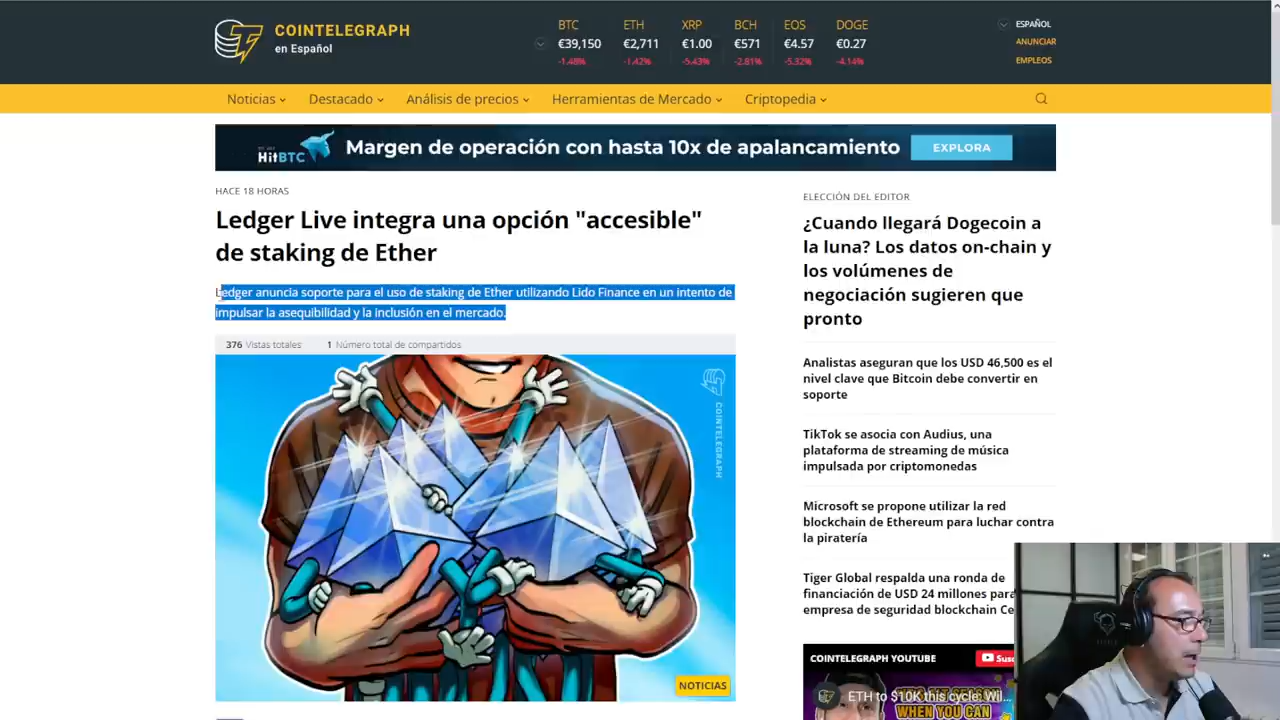 COINTELEGRAPH
en Español
BTC ETH XRP BCH EOS DOGE
€39,150 €2,711 €1.00 €571 €4.57 €0.27
-1.48% -1.42% -5.43% -2.81% -5.32% -4.14%
ESPAÑOL
ANUNCIAR
EMPLEOS
Noticias Destacado Análisis de precios Herramientas de Mercado Criptopedia
HitBTC Margen de operación con hasta 10x de apalancamiento EXPLORA
HACE 18 HORAS
Ledger Live integra una opción "accesible"
de staking de Ether
Ledger anuncia soporte para el uso de staking de Ether utilizando Lido Finance en un intento de
impulsar la asequibilidad y la inclusión en el mercado.
376 Vistas totales 1 Número total de compartidos
COINTELEGRAPH
NOTICIAS
ELECCIÓN DEL EDITOR
¿Cuando llegará Dogecoin a
la luna? Los datos on-chain y
los volúmenes de
negociación sugieren que
pronto
Analistas aseguran que los USD 46,500 es el
nivel clave que Bitcoin debe convertir en
soporte
TikTok se asocia con Audius, una
plataforma de streaming de música
impulsada por criptomonedas
Microsoft se propone utilizar la red
blockchain de Ethereum para luchar contra
la piratería
Tiger Global respalda una ronda de
financiación de USD 24 millones para
empresa de seguridad blockchain Ce
COINTELEGRAPH YOUTUBE
ETH to $10K this cycle: Wil...
WHEN YOU CAN